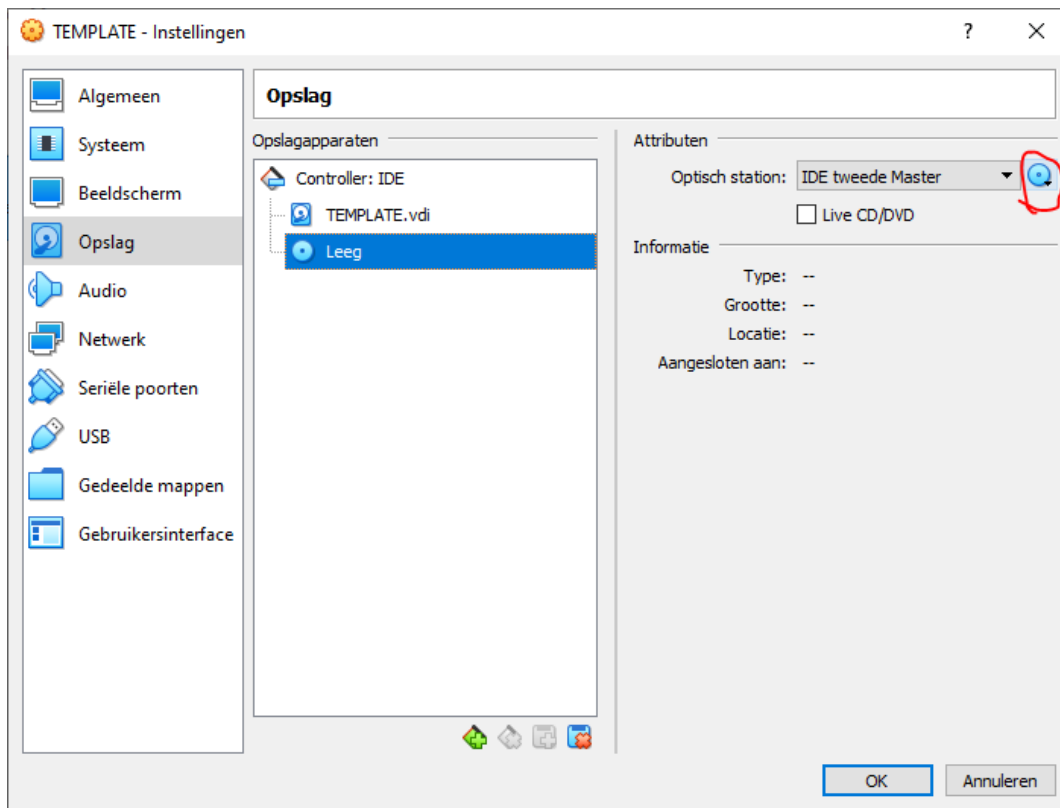 TEMPLATE - Instellingen
?
Algemeen
Systeem
Beeldscherm
Opslag
Audio
Netwerk
Seriële poorten
USB
Gedeelde mappen
Gebruikersinterface
Opslag
Opslagapparaten
Controller: IDE
TEMPLATE.vdi
Leeg
Attributen
Optisch station: IDE tweede Master
Live CD/DVD
Informatie
Type: --
Grootte: --
Locatie: --
Aangesloten aan: --
OK Annuleren